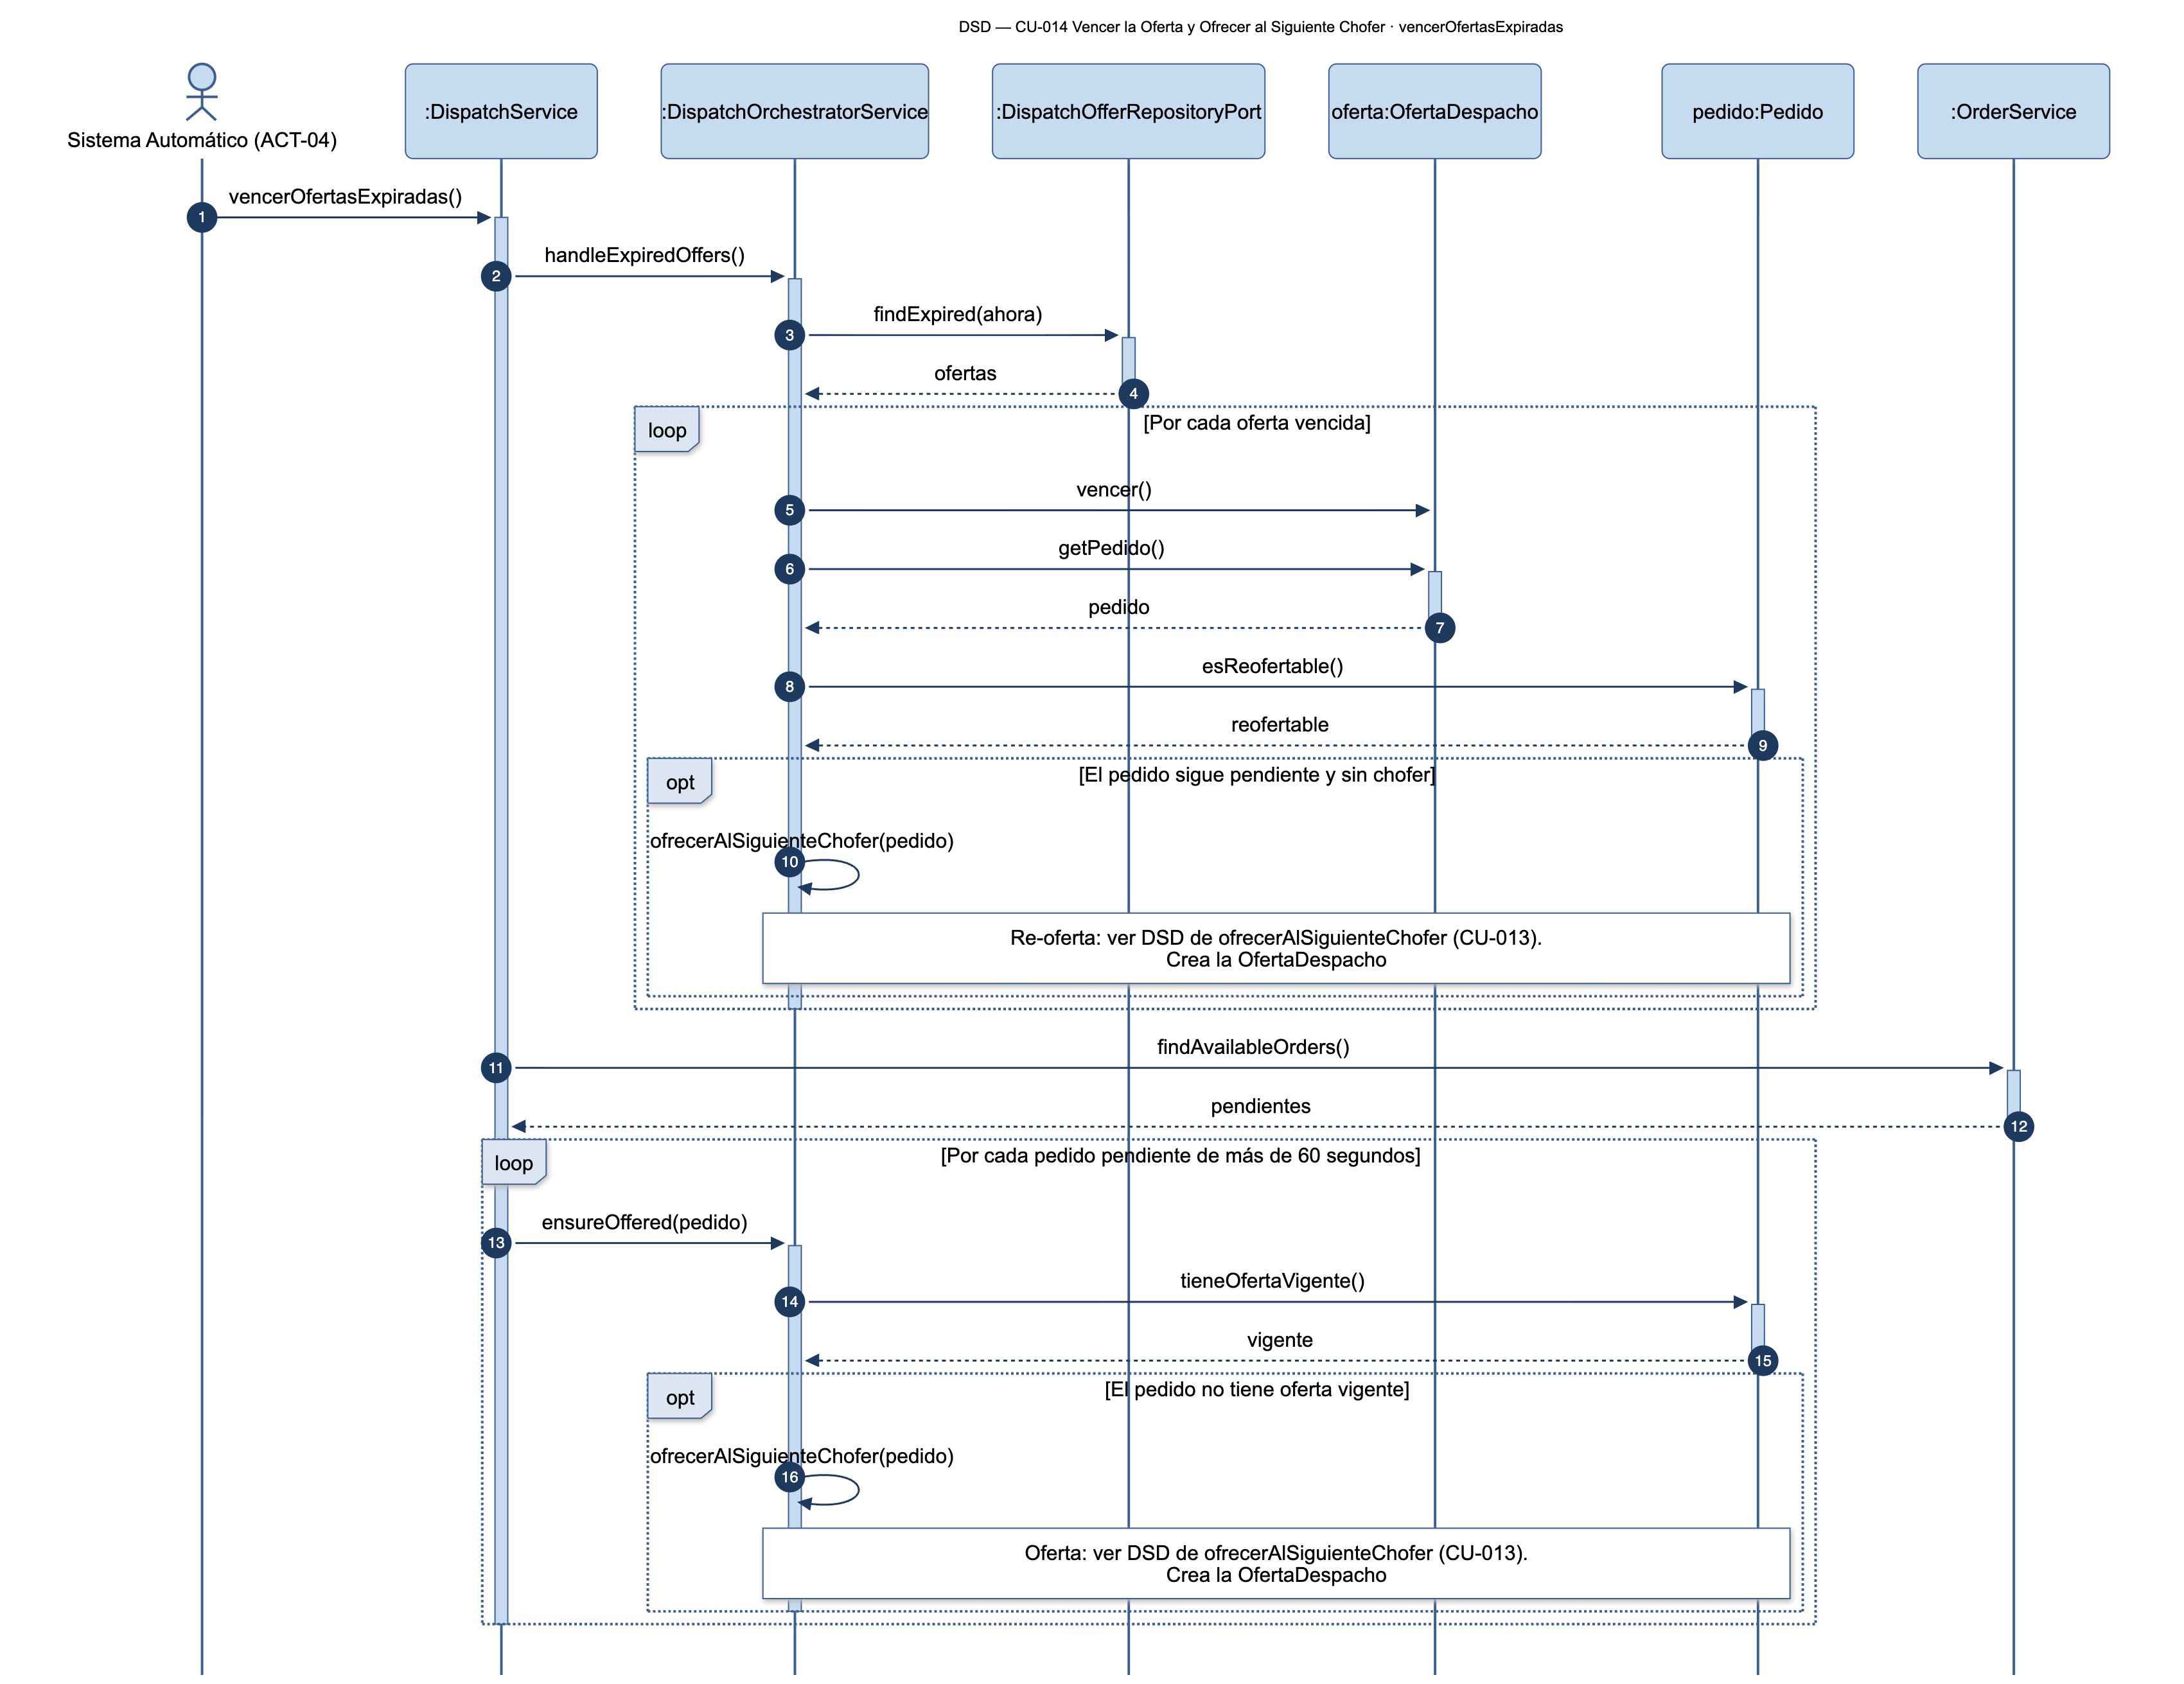 DSD — CU-014 Vencer la Oferta y Ofrecer al Siguiente Chofer · vencerOfertasExpiradas
Sistema Automático (ACT-04)
:DispatchService
:DispatchOrchestratorService
:DispatchOfferRepositoryPort
oferta:OfertaDespacho
pedido:Pedido
:OrderService
vencerOfertasExpiradas()
1
handleExpiredOffers()
2
findExpired(ahora)
3
ofertas
4
loop
[Por cada oferta vencida]
vencer()
5
getPedido()
6
pedido
7
esReofertable()
8
reofertable
9
opt
[El pedido sigue pendiente y sin chofer]
ofrecerAlSiguienteChofer(pedido)
10
Re-oferta: ver DSD de ofrecerAlSiguienteChofer (CU-013).
Crea la OfertaDespacho
findAvailableOrders()
11
pendientes
12
loop
[Por cada pedido pendiente de más de 60 segundos]
ensureOffered(pedido)
13
tieneOfertaVigente()
14
vigente
15
opt
[El pedido no tiene oferta vigente]
ofrecerAlSiguienteChofer(pedido)
16
Oferta: ver DSD de ofrecerAlSiguienteChofer (CU-013).
Crea la OfertaDespacho